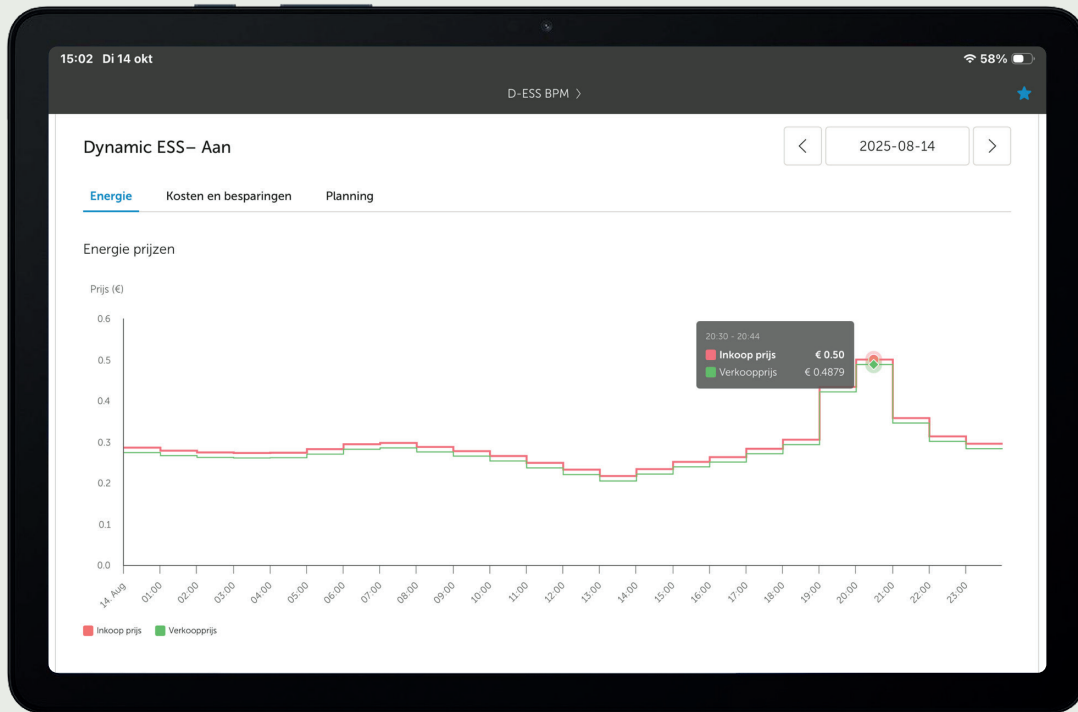 15:02 Di 14 okt
58%
D-ESS BPM >
Dynamic ESS– Aan
2025-08-14
Energie Kosten en besparingen Planning
Energie prijzen
Prijs (€)
0.6
0.5
0.4
0.3
0.2
0.1
0.0
20:30 - 20:44
Inkoop prijs € 0.50
Verkoopprijs € 0.4879
14. Aug 01:00 02:00 03:00 04:00 05:00 06:00 07:00 08:00 09:00 10:00 11:00 12:00 13:00 14:00 15:00 16:00 17:00 18:00 19:00 20:00 21:00 22:00 23:00
Inkoop prijs Verkoopprijs